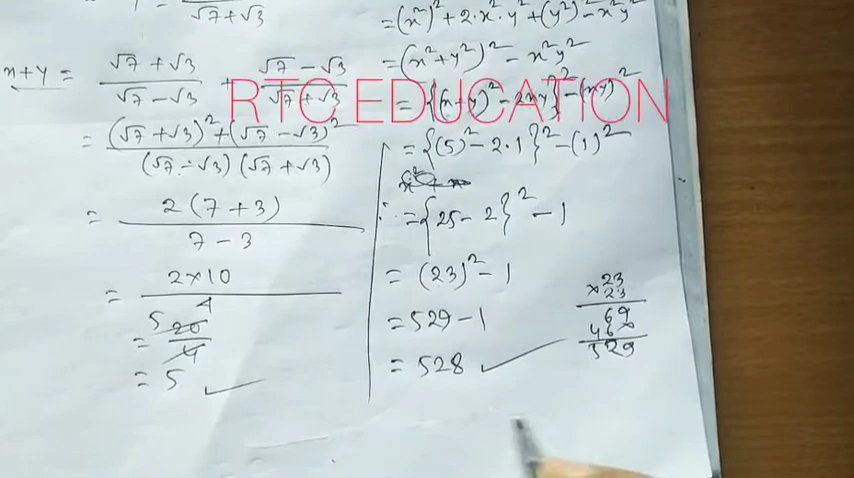 √7+√3
x+y = (√7+√3)/(√7-√3) + (√7-√3)/(√7+√3)
= ((√7+√3)²+(√7-√3)²)/((√7-√3)(√7+√3))
= 2(7+3)/(7-3)
= 2×10/4
= 20/4 5
= 5
=(x²)²+2·x²·y²+(y²)²-x²y²
=(x²+y²)²-x²y²
={(x+y)²-2xy}²-(xy)²
={(5)²-2·1}²-(1)²
∴={25-2}²-1
=(23)²-1
=529-1
=528
×23
23
69
46×
529
RTC EDUCATION